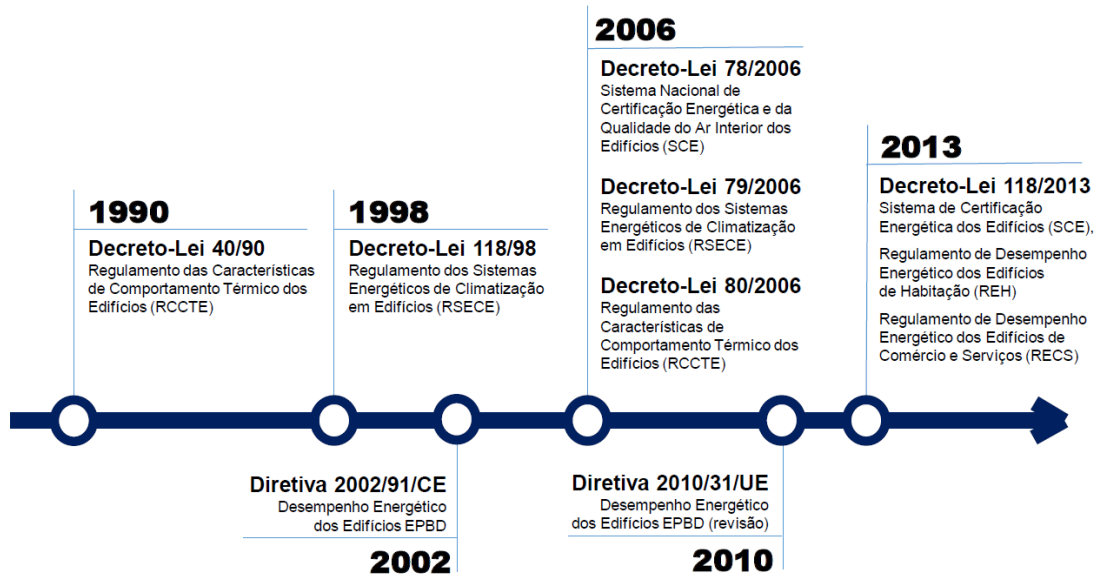 1990
Decreto-Lei 40/90
Regulamento das Características
de Comportamento Térmico dos
Edifícios (RCCTE)
1998
Decreto-Lei 118/98
Regulamento dos Sistemas
Energéticos de Climatização
em Edifícios (RSECE)
2006
Decreto-Lei 78/2006
Sistema Nacional de
Certificação Energética e da
Qualidade do Ar Interior dos
Edifícios (SCE)
Decreto-Lei 79/2006
Regulamento dos Sistemas
Energéticos de Climatização
em Edifícios (RSECE)
Decreto-Lei 80/2006
Regulamento das
Características de
Comportamento Térmico dos
Edifícios (RCCTE)
2013
Decreto-Lei 118/2013
Sistema de Certificação
Energética dos Edifícios (SCE),
Regulamento de Desempenho
Energético dos Edifícios
de Habitação (REH)
Regulamento de Desempenho
Energético dos Edifícios de
Comércio e Serviços (RECS)
Diretiva 2002/91/CE
Desempenho Energético
dos Edifícios EPBD
2002
Diretiva 2010/31/UE
Desempenho Energético
dos Edifícios EPBD (revisão)
2010